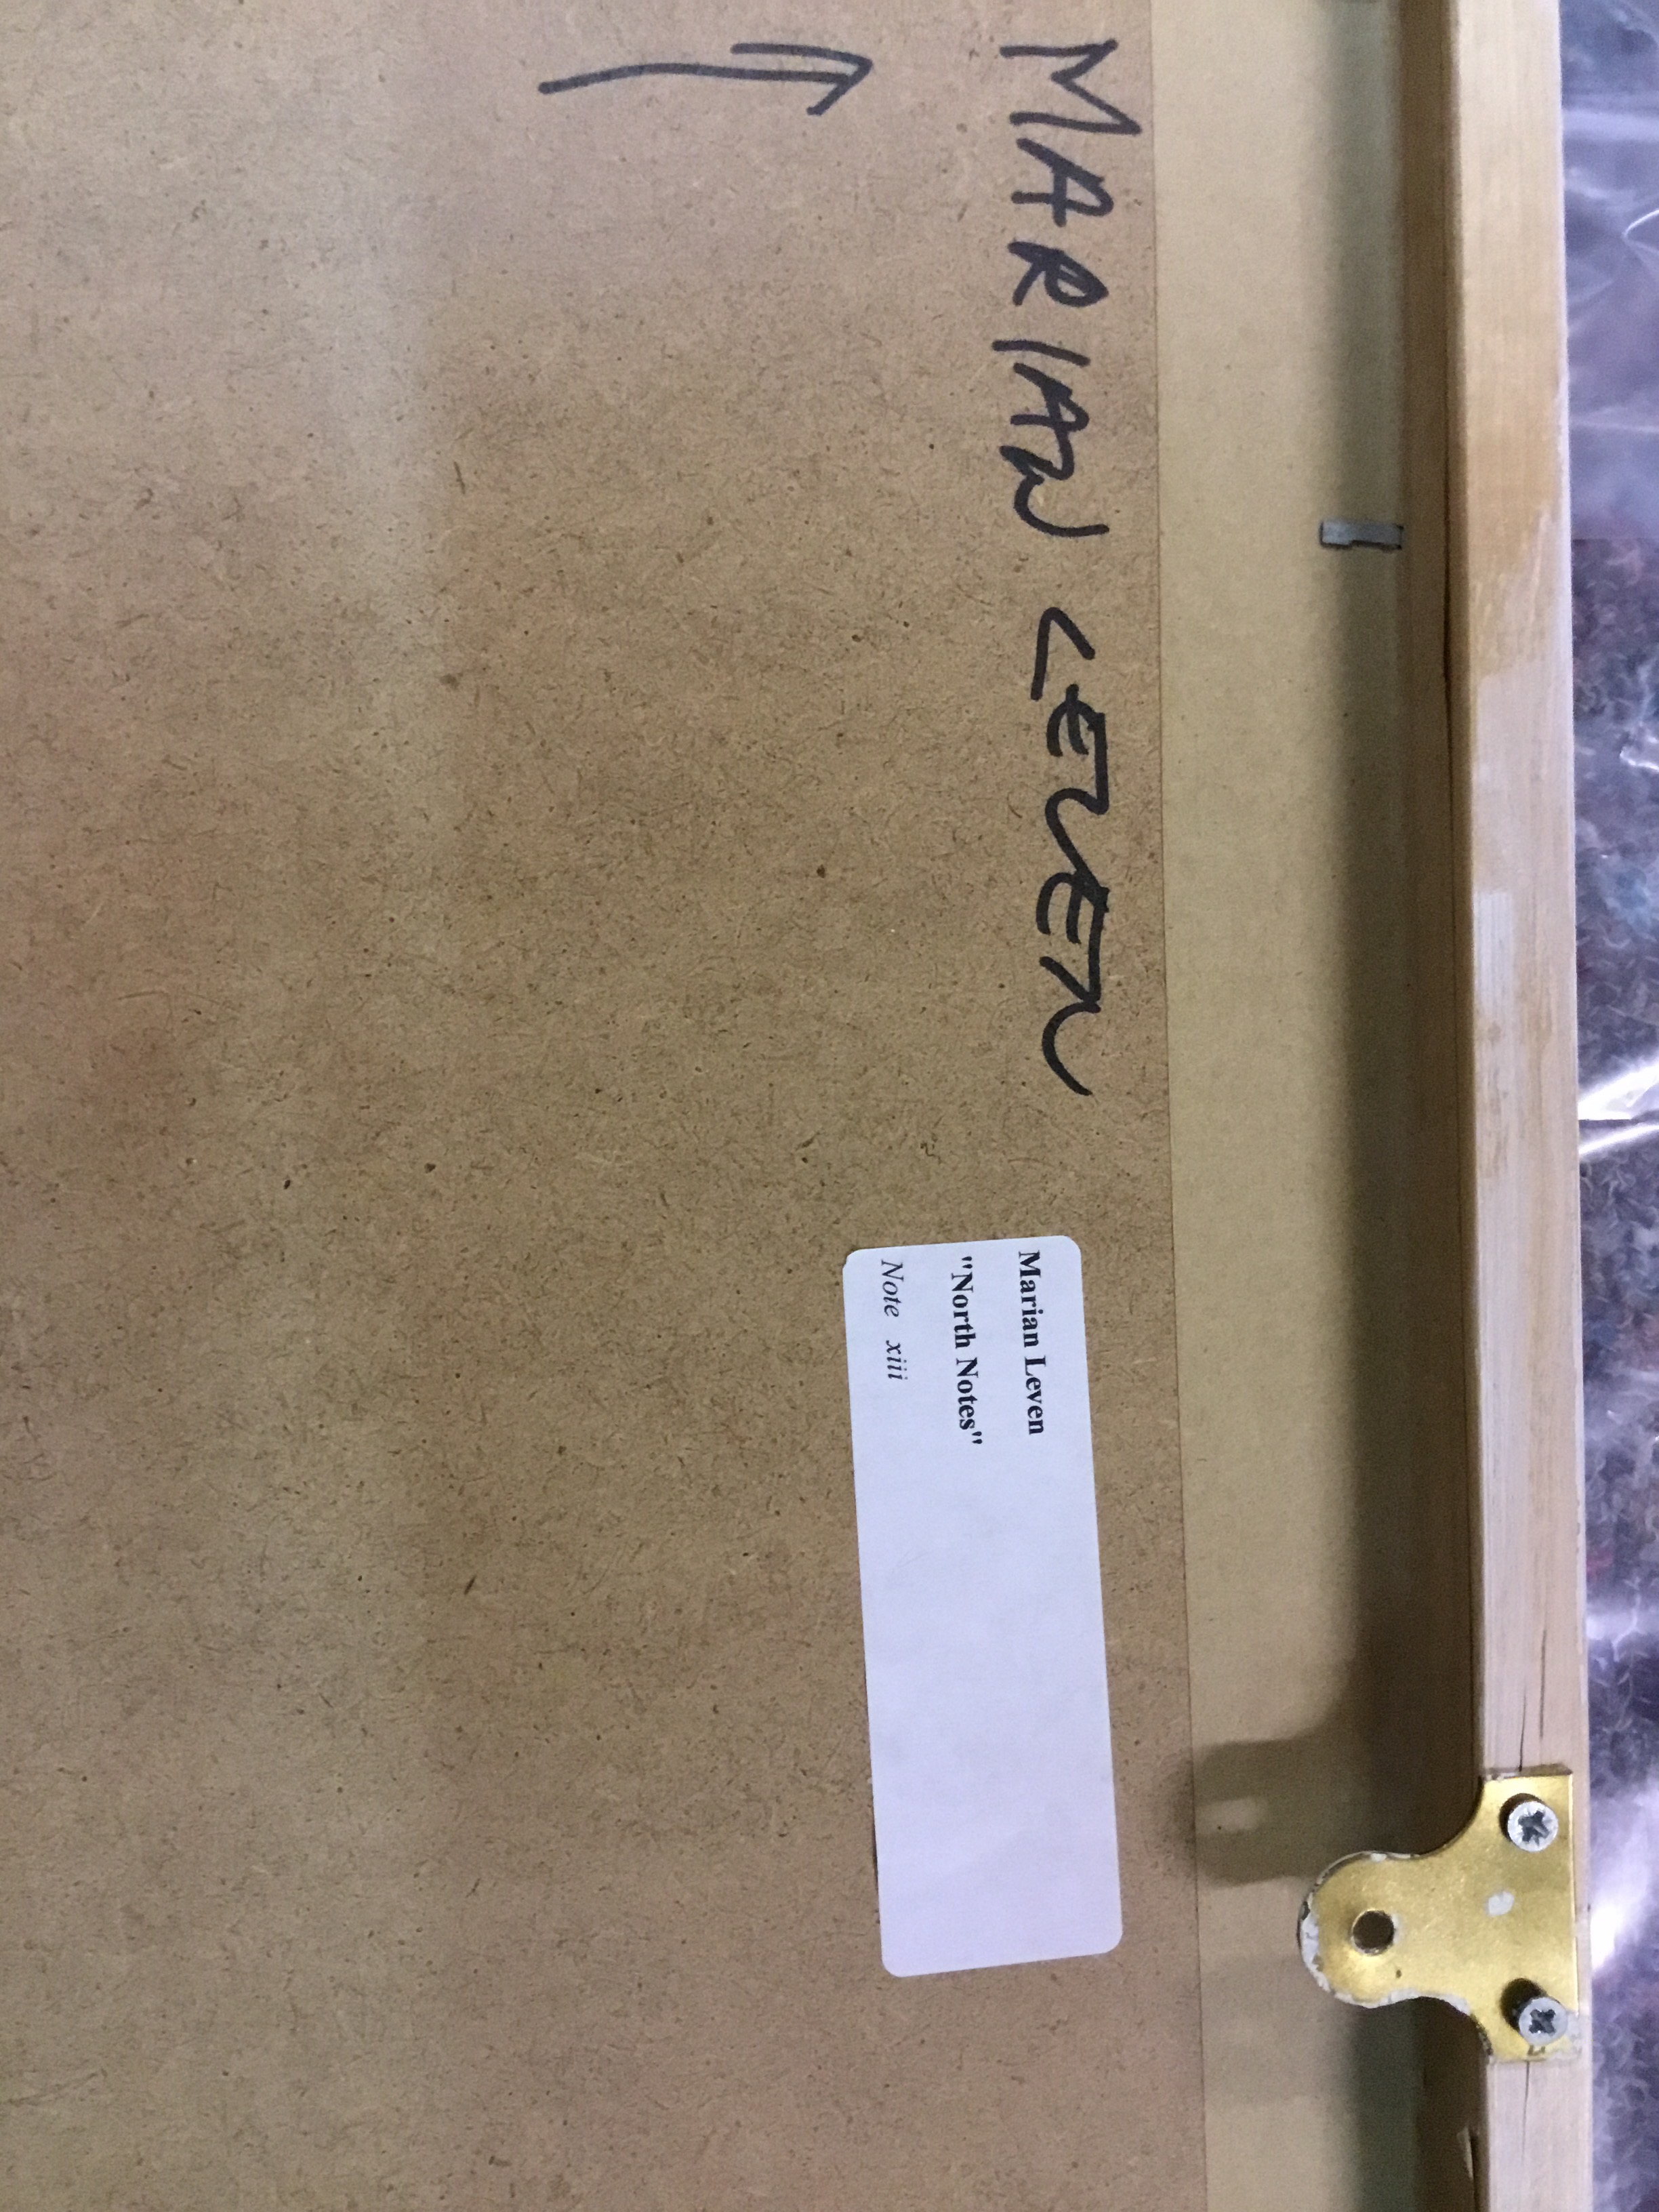 MARIAN LEVEN
Marian Leven
"North Notes"
Note xiii